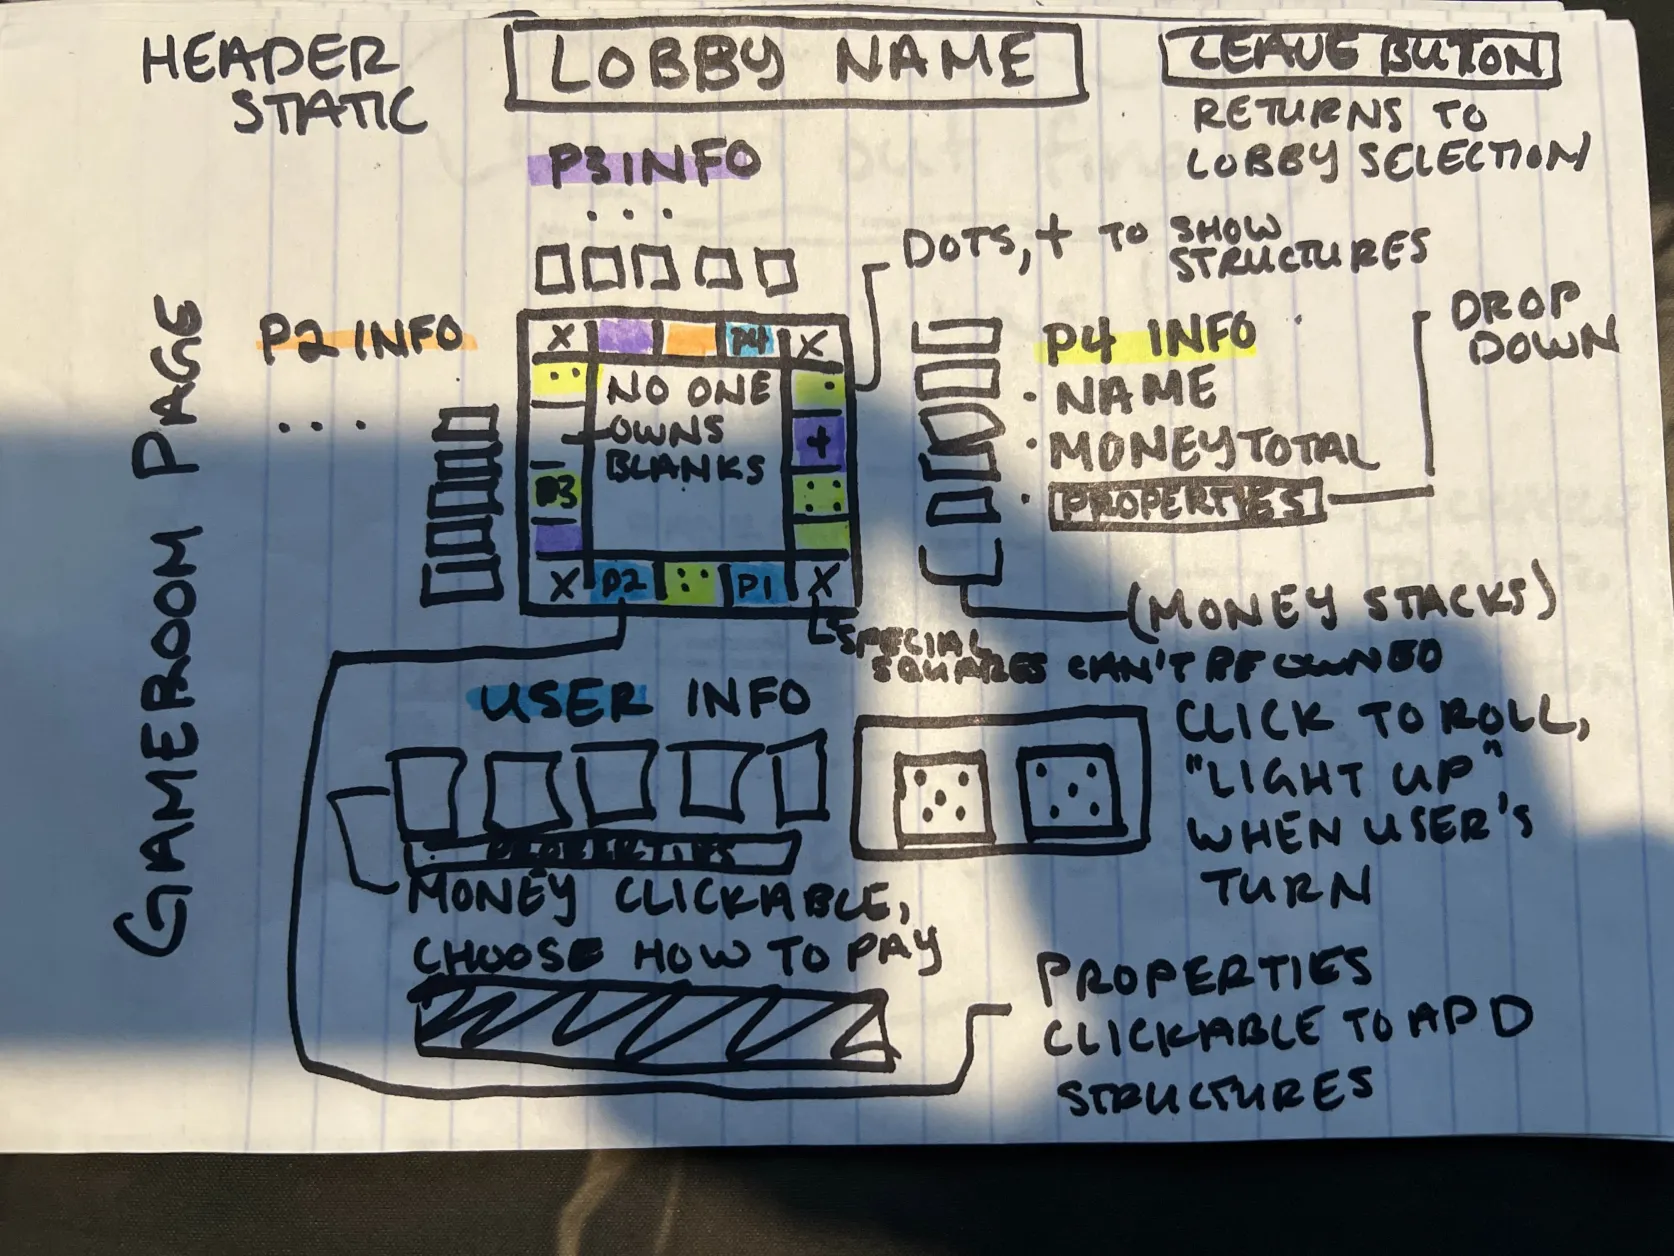 HEADER
STATIC
LOBBY NAME
LEAVE BUTTON
RETURNS TO
LOBBY SELECTION
P3 INFO
...
DOTS, + TO SHOW
STRUCTURES
GAMEROOM PAGE
P2 INFO
...
X
P4
X
NO ONE
OWNS
BLANKS
+
P3
X
P2
P1
X
P4 INFO
• NAME
• MONEY TOTAL
• PROPERTIES
DROP
DOWN
(MONEY STACKS)
SPECIAL
SQUARES CAN'T BE OWNED
USER INFO
PROPERTIES
MONEY CLICKABLE,
CHOOSE HOW TO PAY
CLICK TO ROLL,
"LIGHT UP"
WHEN USER'S
TURN
PROPERTIES
CLICKABLE TO ADD
STRUCTURES